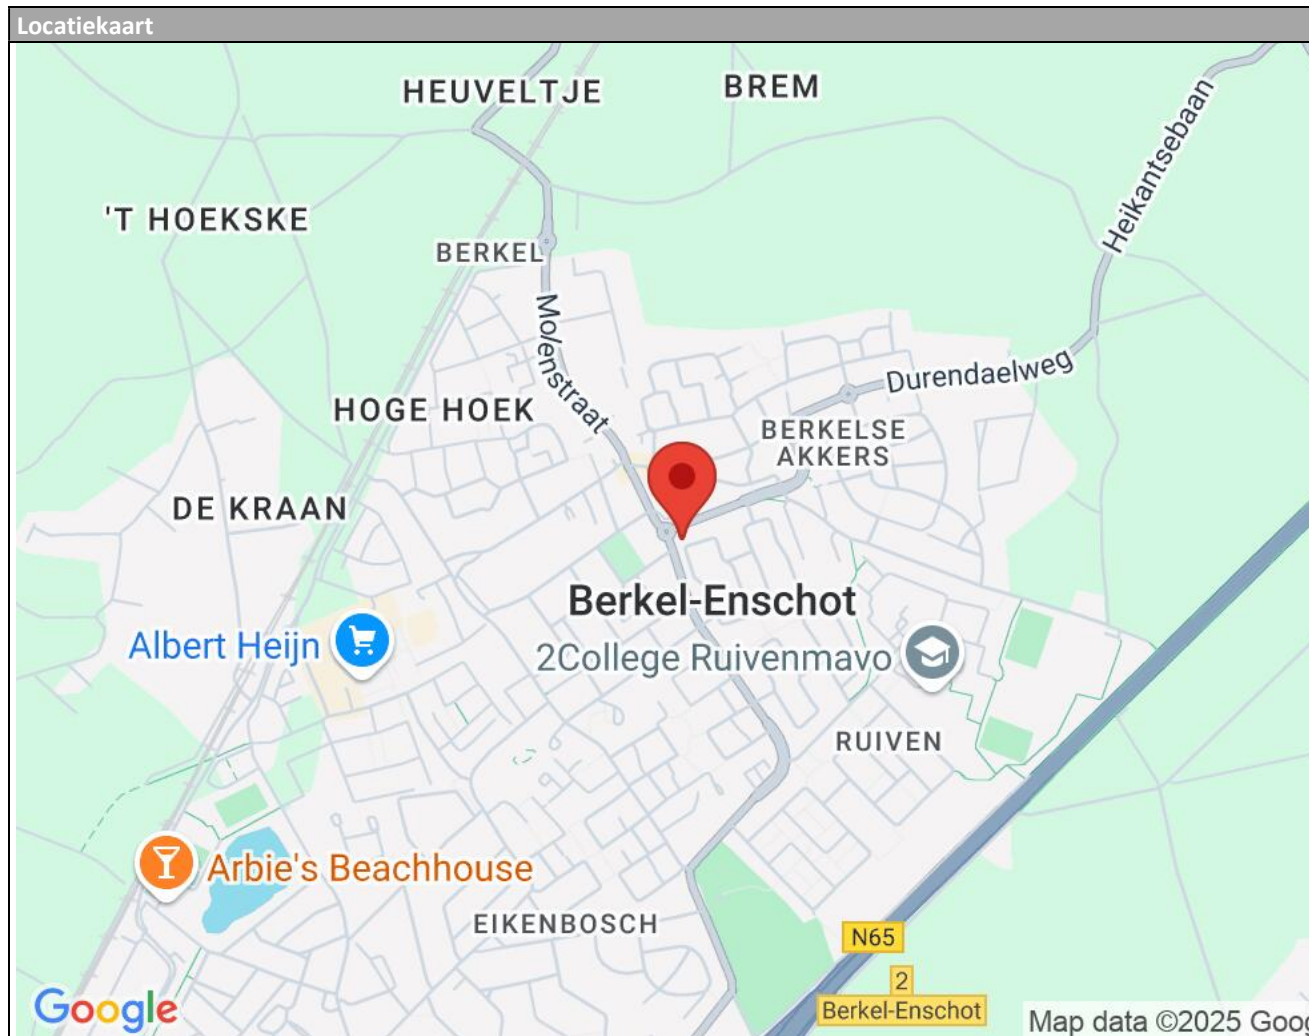 Locatiekaart
HEUVELTJE
BREM
Heikantsebaan
'T HOEKSKE
BERKEL
Molenstraat
Durendaelweg
HOGE HOEK
BERKELSE
AKKERS
DE KRAAN
Berkel-Enschot
Albert Heijn
2College Ruivenmavo
RUIVEN
Arbie's Beachhouse
EIKENBOSCH
N65
2
Berkel-Enschot
Google
Map data ©2025 Goog